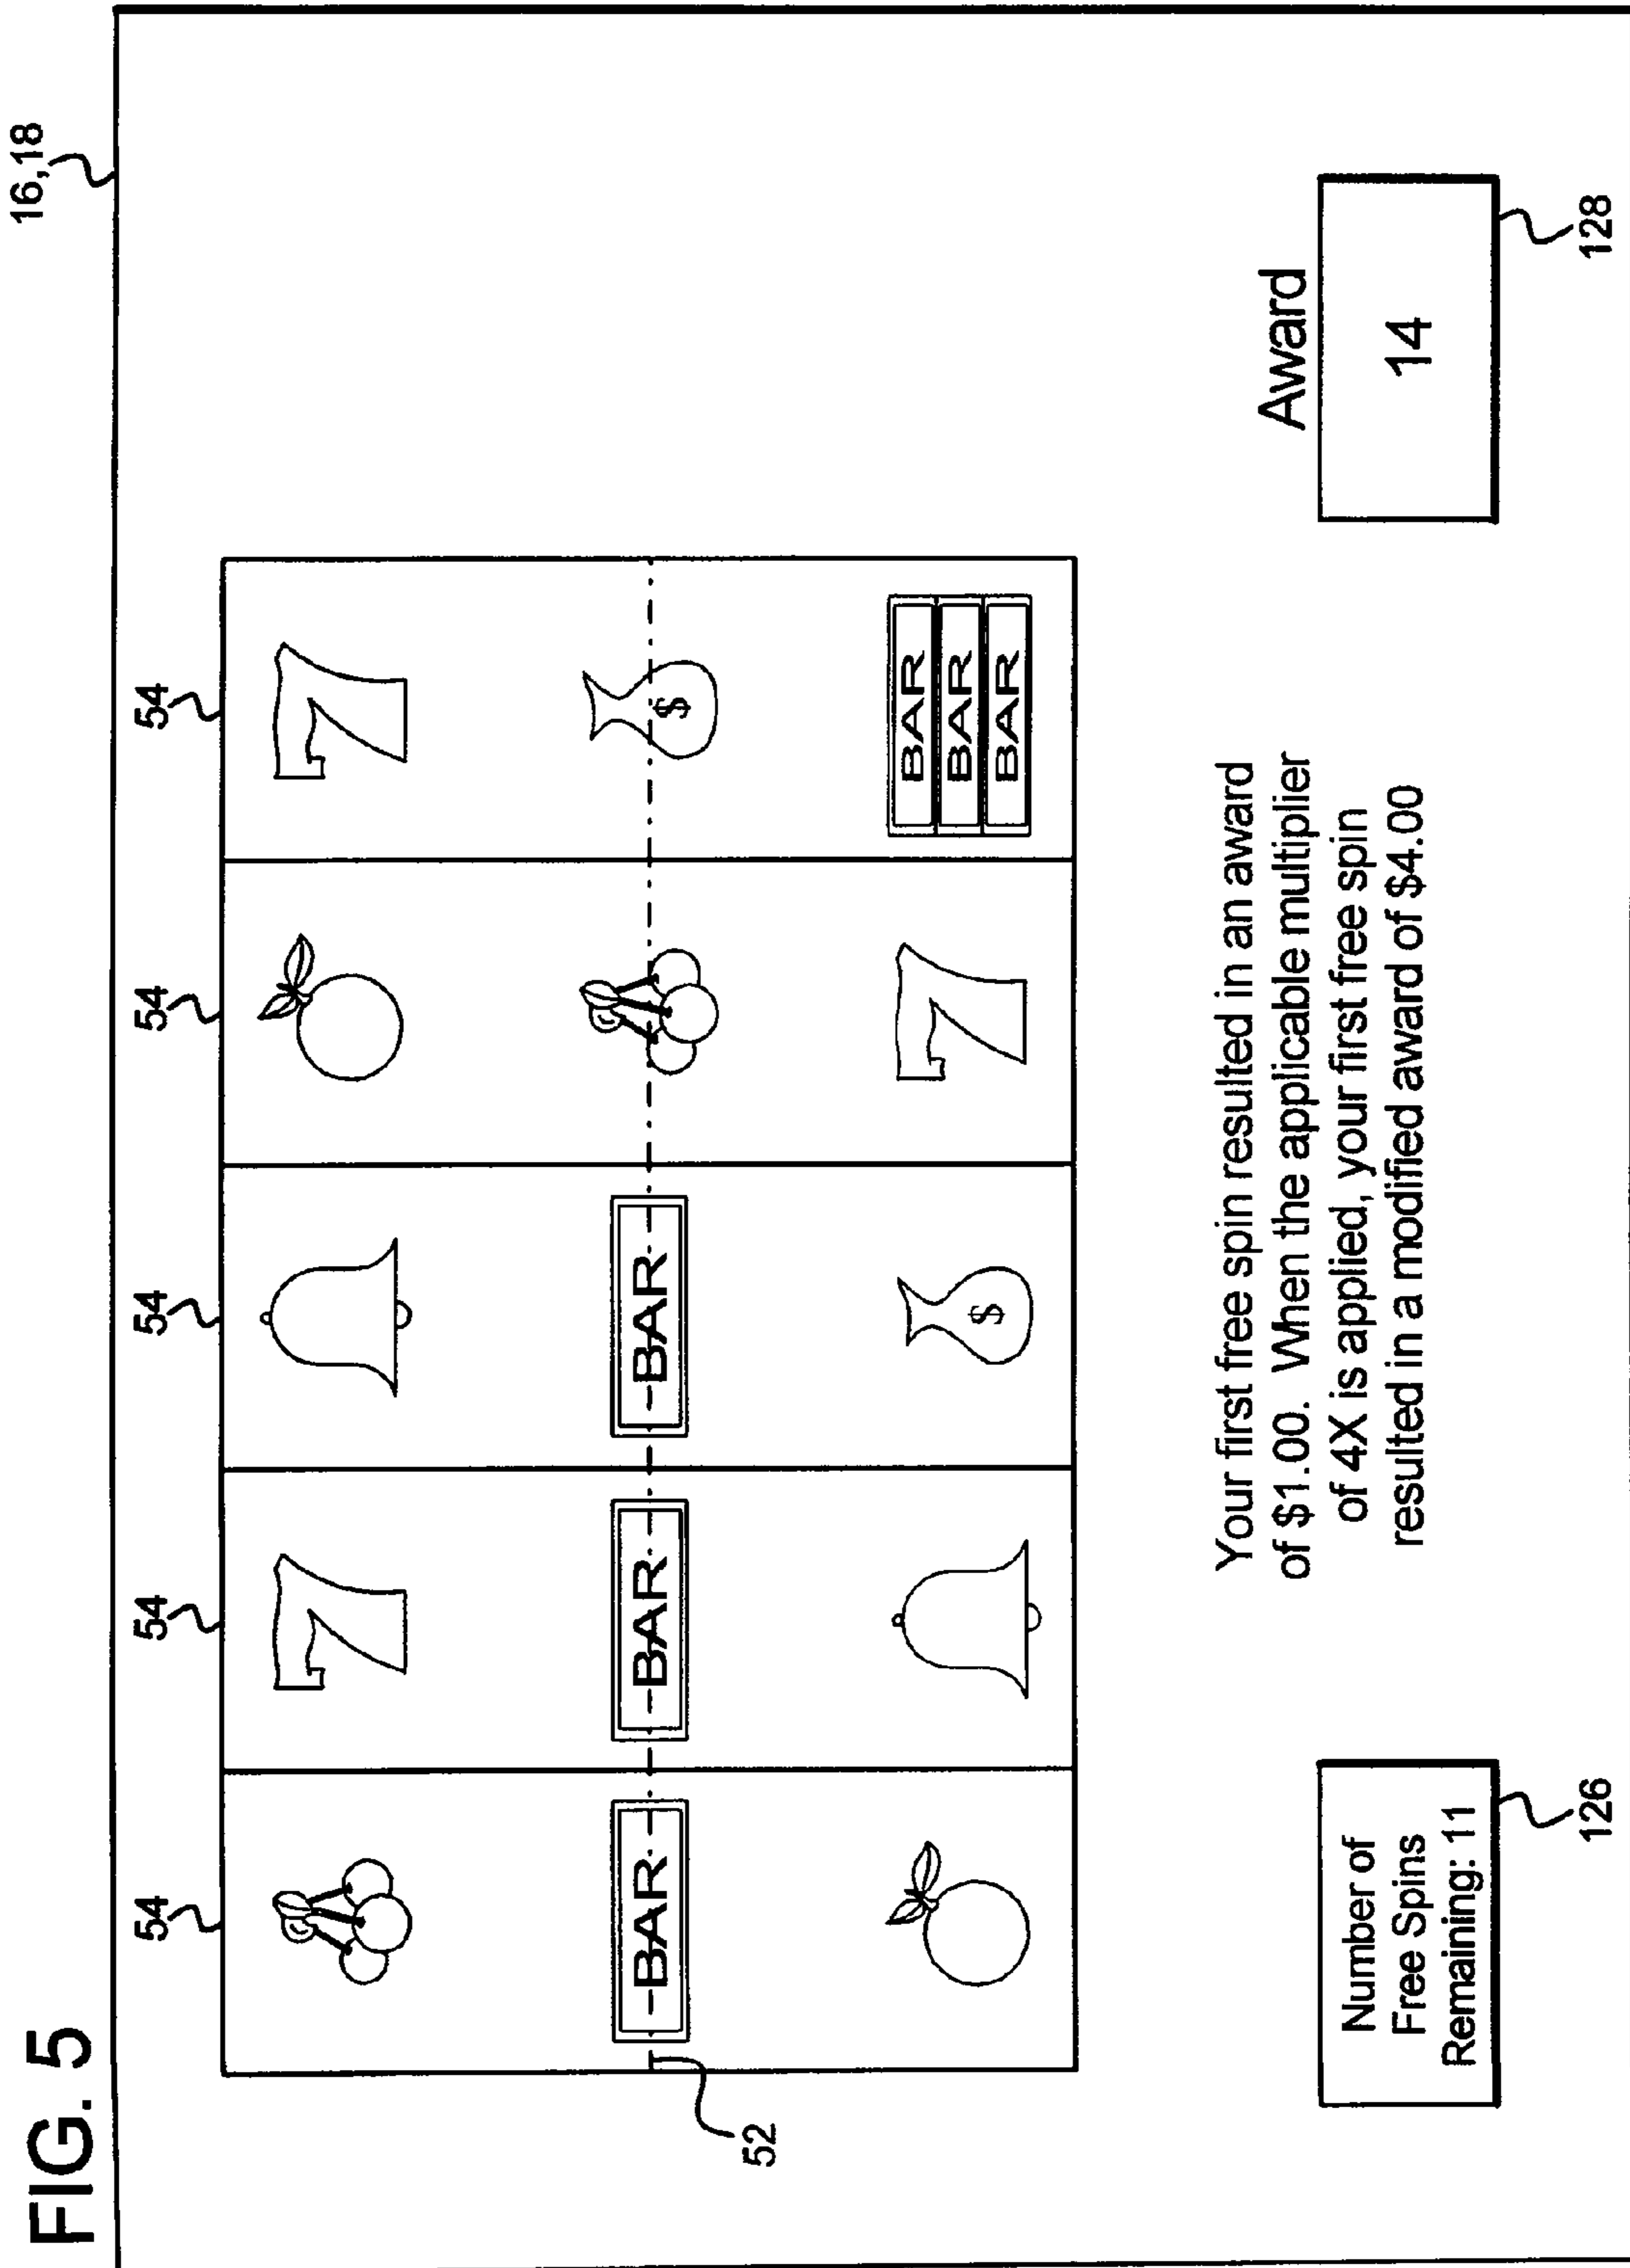 FIG. 5
16,18
54 54 54 54 54
BAR BAR BAR $
52
$ BAR
BAR
BAR
Your first free spin resulted in an award
of $1.00. When the applicable multiplier
of 4X is applied, your first free spin
resulted in a modified award of $4.00
Number of
Free Spins
Remaining: 11
126
Award
14
128